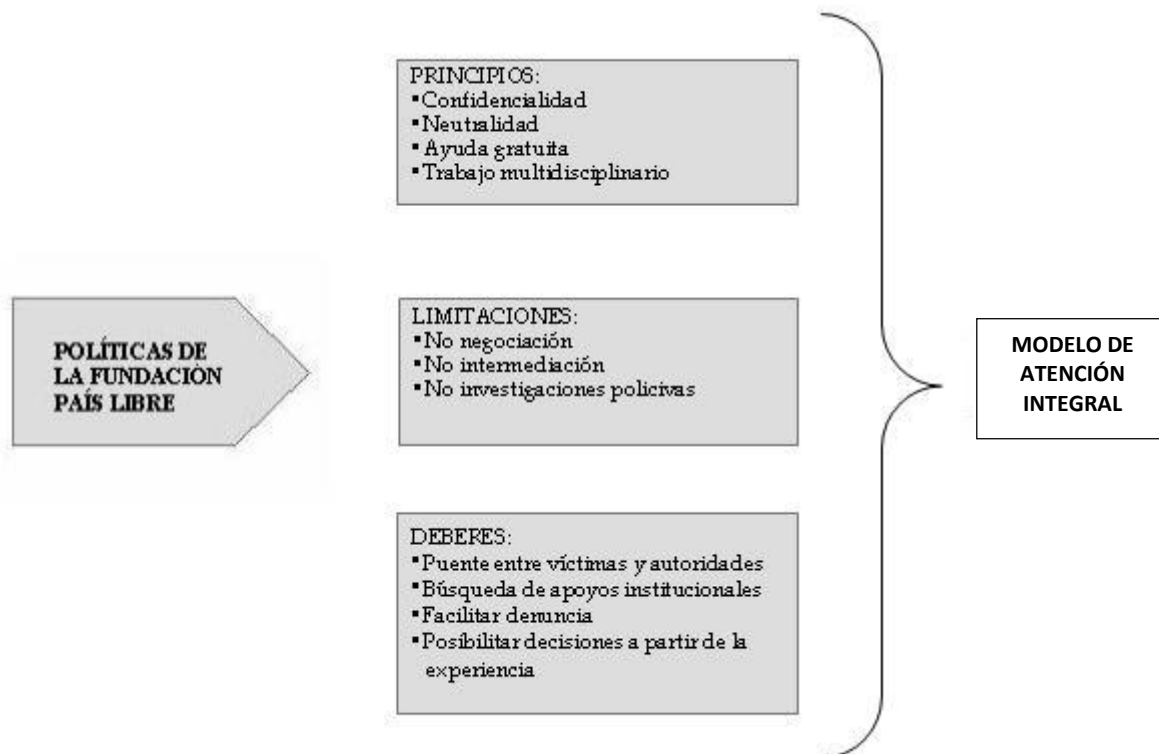 PRINCIPIOS:
▪Confidencialidad
▪Neutralidad
▪Ayuda gratuita
▪Trabajo multidisciplinario
POLÍTICAS DE
LA FUNDACIÓN
PAÍS LIBRE
LIMITACIONES:
▪No negociación
▪No intermediación
▪No investigaciones policivas
MODELO DE
ATENCIÓN
INTEGRAL
DEBERES:
▪Puente entre víctimas y autoridades
▪Búsqueda de apoyos institucionales
▪Facilitar denuncia
▪Posibilitar decisiones a partir de la
experiencia